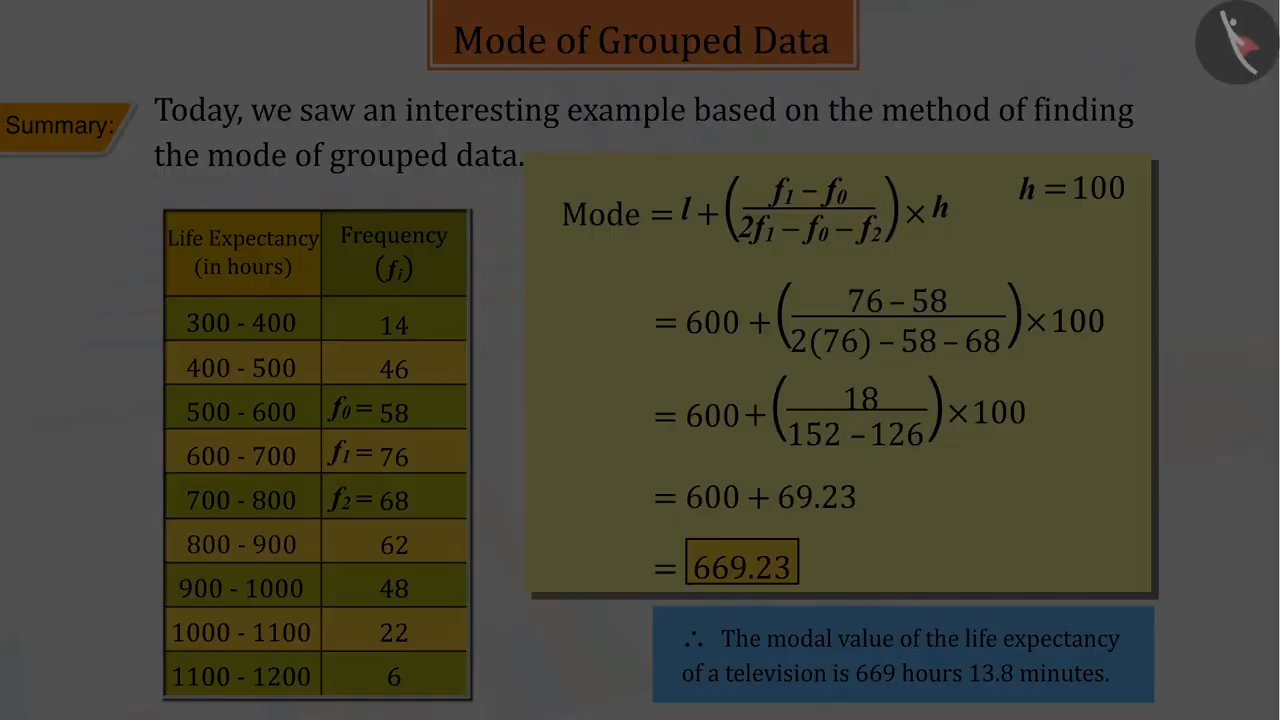 Mode of Grouped Data
Summary:
Today, we saw an interesting example based on the method of finding
the mode of grouped data.
Life Expectancy (in hours) Frequency (fᵢ)
300 - 400 14
400 - 500 46
500 - 600 f₀ = 58
600 - 700 f₁ = 76
700 - 800 f₂ = 68
800 - 900 62
900 - 1000 48
1000 - 1100 22
1100 - 1200 6
Mode = l + ( (f₁ – f₀) / (2f₁ – f₀ – f₂) ) × h h = 100
= 600 + ( (76 – 58) / (2(76) – 58 – 68) ) × 100
= 600 + ( 18 / (152 – 126) ) × 100
= 600 + 69.23
= 669.23
∴ The modal value of the life expectancy
of a television is 669 hours 13.8 minutes.